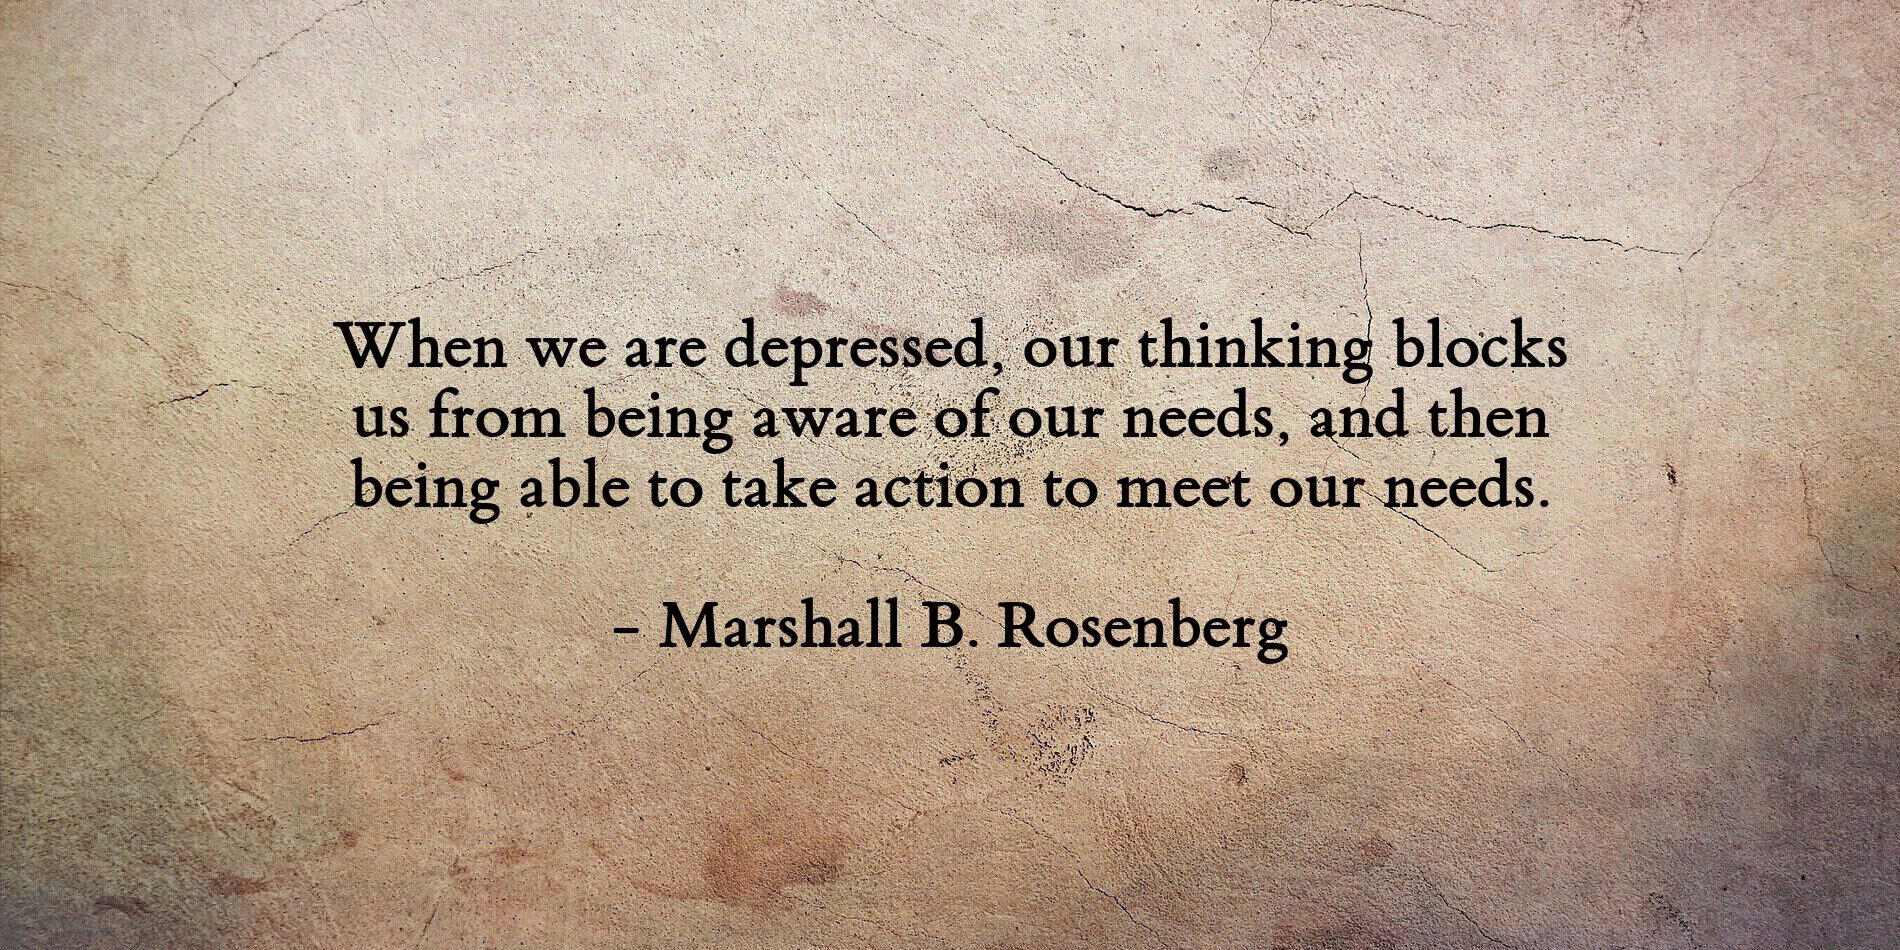 When we are depressed, our thinking blocks
us from being aware of our needs, and then
being able to take action to meet our needs.
- Marshall B. Rosenberg